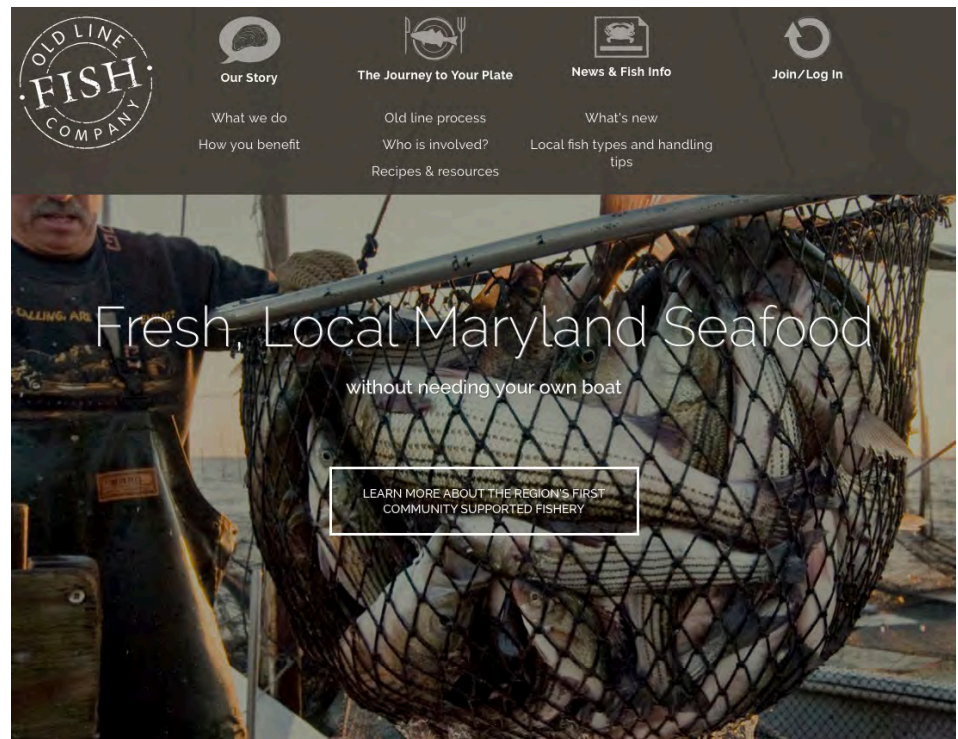 OLD LINE
FISH
COMPANY
Our Story
What we do
How you benefit
The Journey to Your Plate
Old line process
Who is involved?
Recipes & resources
News & Fish Info
What's new
Local fish types and handling
tips
Join/Log In
CALLING, ARE
Fresh, Local Maryland Seafood
without needing your own boat
LEARN MORE ABOUT THE REGION'S FIRST
COMMUNITY SUPPORTED FISHERY